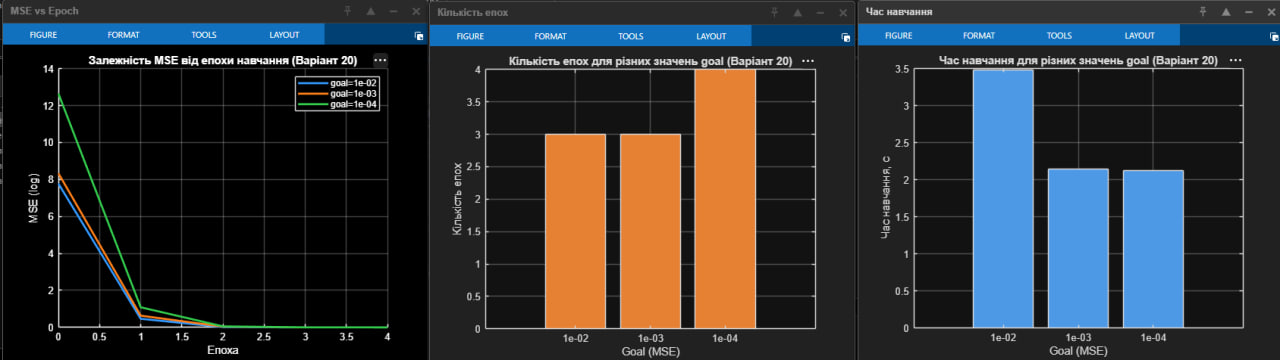 MSE vs Epoch
FIGURE FORMAT TOOLS LAYOUT
Залежність MSE від епохи навчання (Варіант 20)
goal=1e-02
goal=1e-03
goal=1e-04
MSE (log)
14
12
10
8
6
4
2
0
0 0.5 1 1.5 2 2.5 3 3.5 4
Епоха
Кількість епох
FIGURE FORMAT TOOLS LAYOUT
Кількість епох для різних значень goal (Варіант 20)
Кількість епох
4
3.5
3
2.5
2
1.5
1
0.5
0
1e-02 1e-03 1e-04
Goal (MSE)
Час навчання
FIGURE FORMAT TOOLS LAYOUT
Час навчання для різних значень goal (Варіант 20)
Час навчання, с
3.5
3
2.5
2
1.5
1
0.5
0
1e-02 1e-03 1e-04
Goal (MSE)